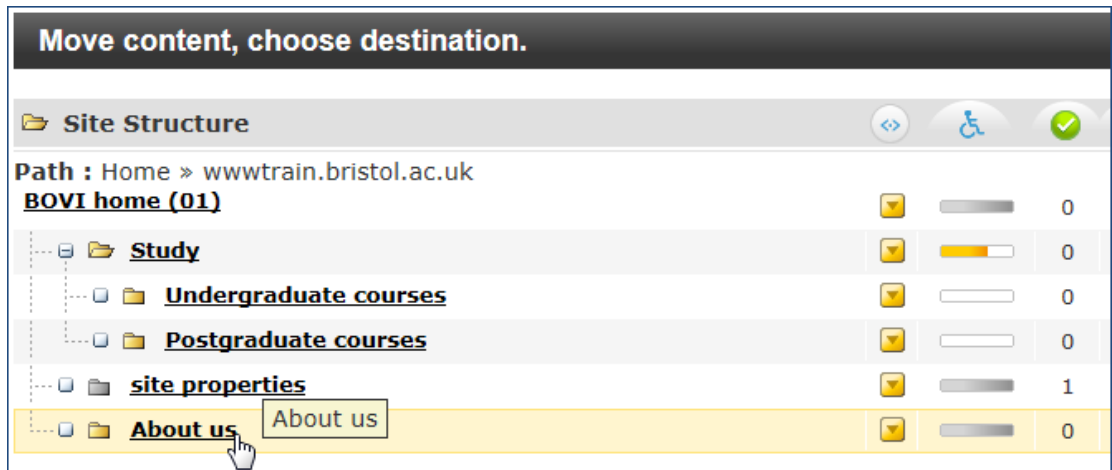 Move content, choose destination.
Site Structure
Path : Home » wwwtrain.bristol.ac.uk
BOVI home (01) 0
Study 0
Undergraduate courses 0
Postgraduate courses 0
site properties 1
About us 0
About us